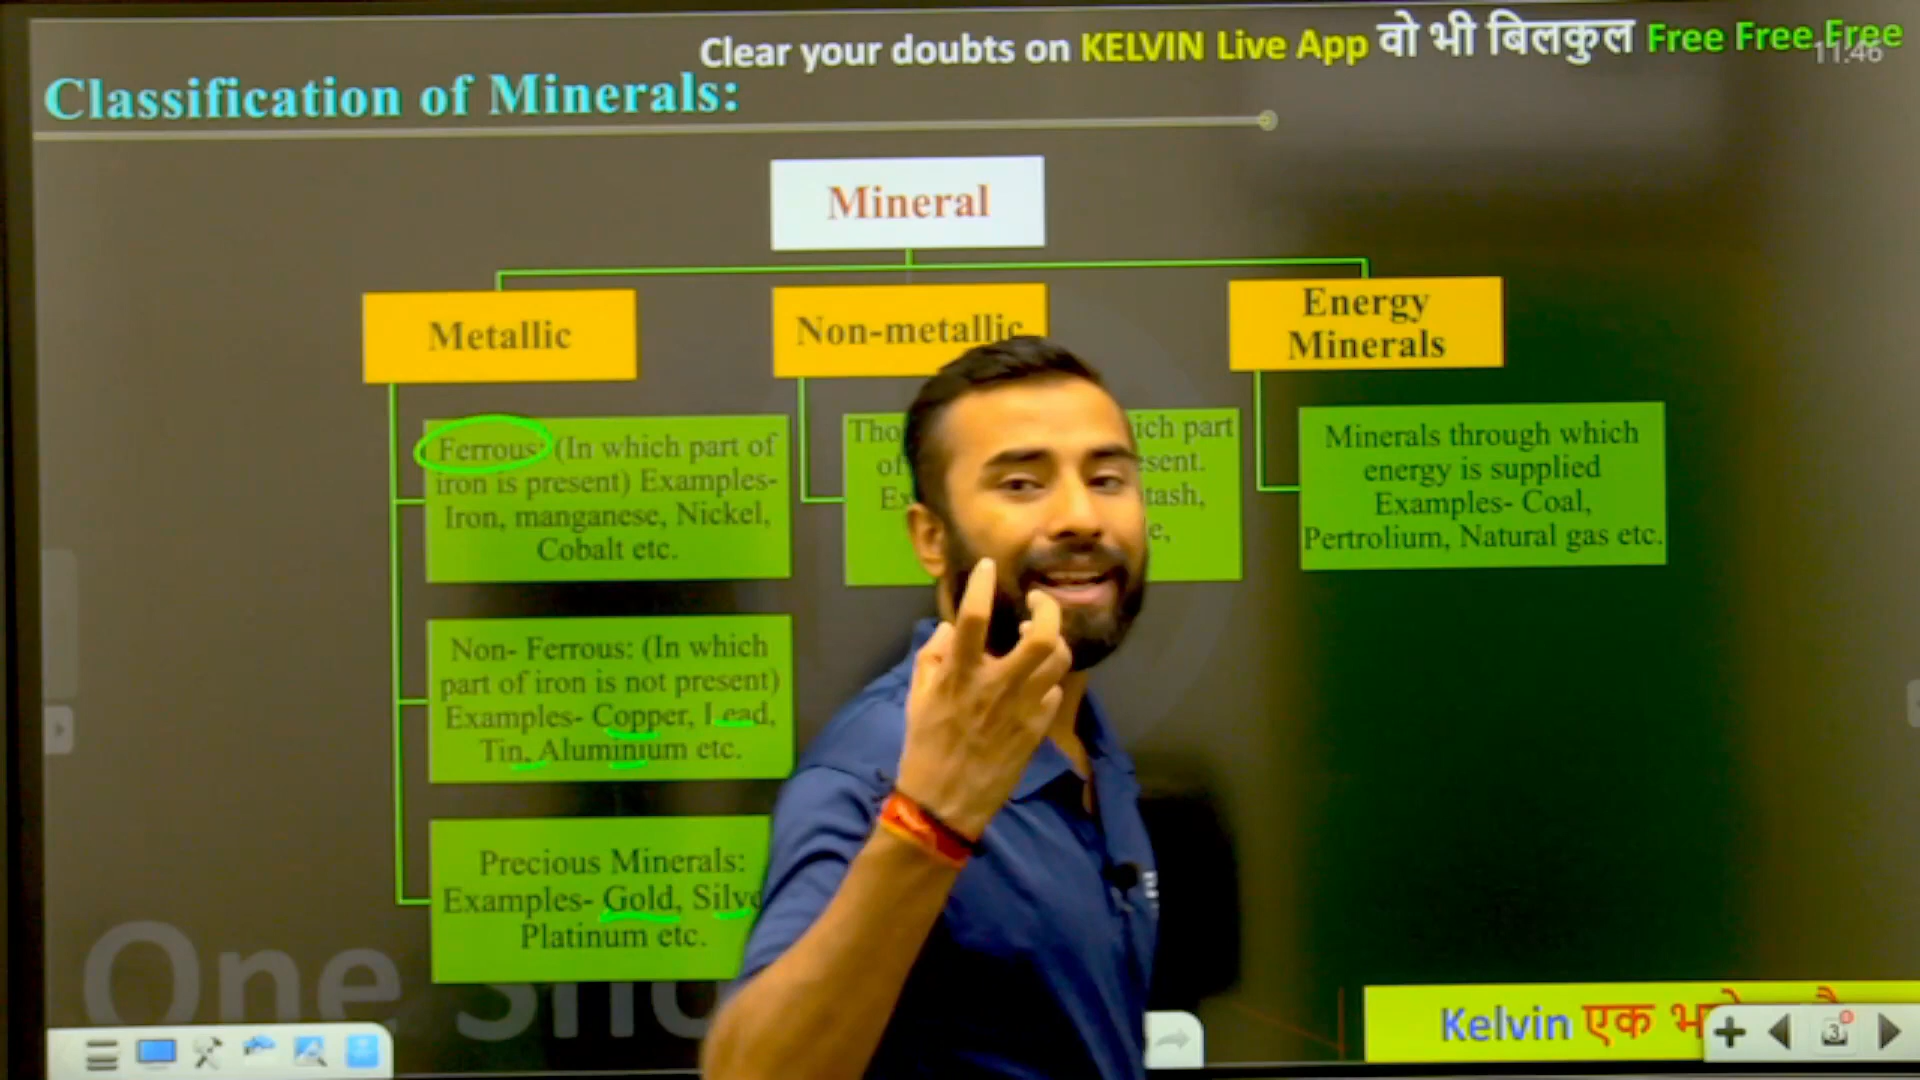 Clear your doubts on KELVIN Live App वो भी बिलकुल Free Free Free
11:46
Classification of Minerals:
Mineral
Metallic
Non-metallic
Energy
Minerals
Ferrous: (In which part of
iron is present) Examples-
Iron, manganese, Nickel,
Cobalt etc.
Non- Ferrous: (In which
part of iron is not present)
Examples- Copper, Lead,
Tin, Aluminium etc.
Precious Minerals:
Examples- Gold,
Platinum etc.
part
Minerals through which
energy is supplied
Examples- Coal,
Pertrolium, Natural gas etc.
One
Kelvin एक
3